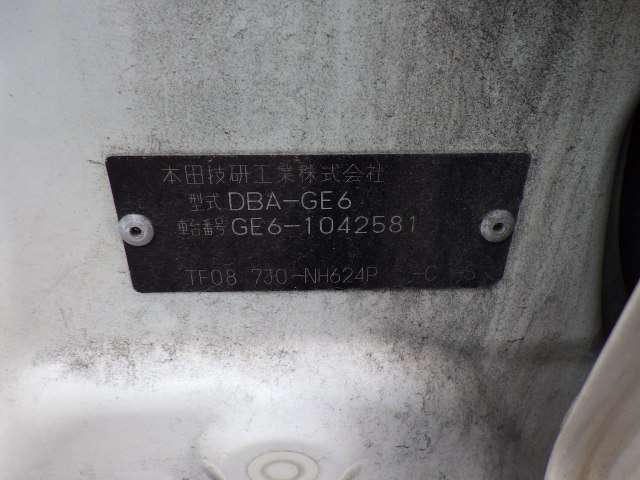 本田技研工業株式会社
型式 DBA-GE6
車台番号 GE6-1042581
TF08 730-NH624P -C -S